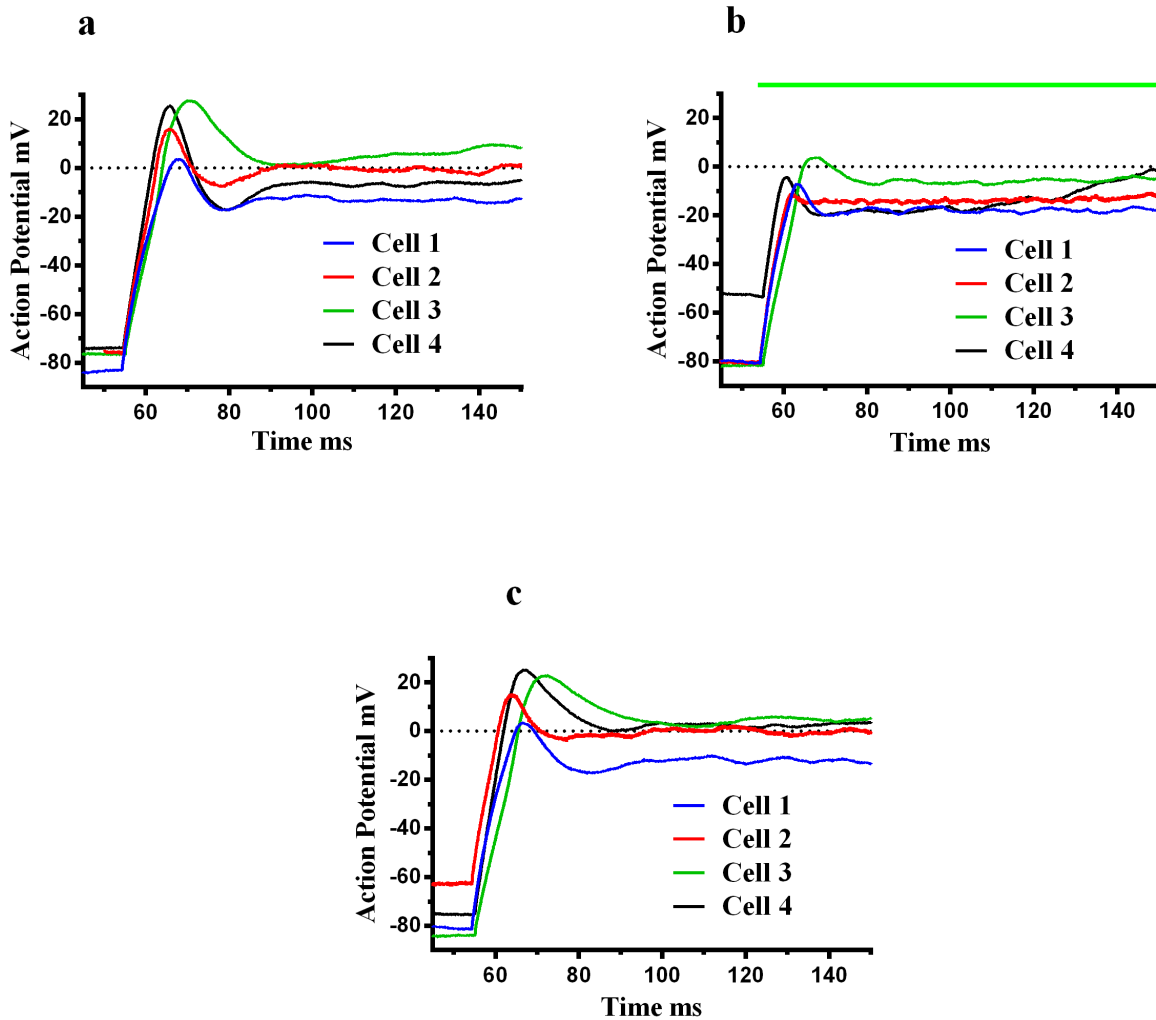 a
Action Potential mV
20
0
-20
-40
-60
-80
60 80 100 120 140
Time ms
Cell 1
Cell 2
Cell 3
Cell 4
b
Action Potential mV
20
0
-20
-40
-60
-80
60 80 100 120 140
Time ms
Cell 1
Cell 2
Cell 3
Cell 4
c
Action Potential mV
20
0
-20
-40
-60
-80
60 80 100 120 140
Time ms
Cell 1
Cell 2
Cell 3
Cell 4